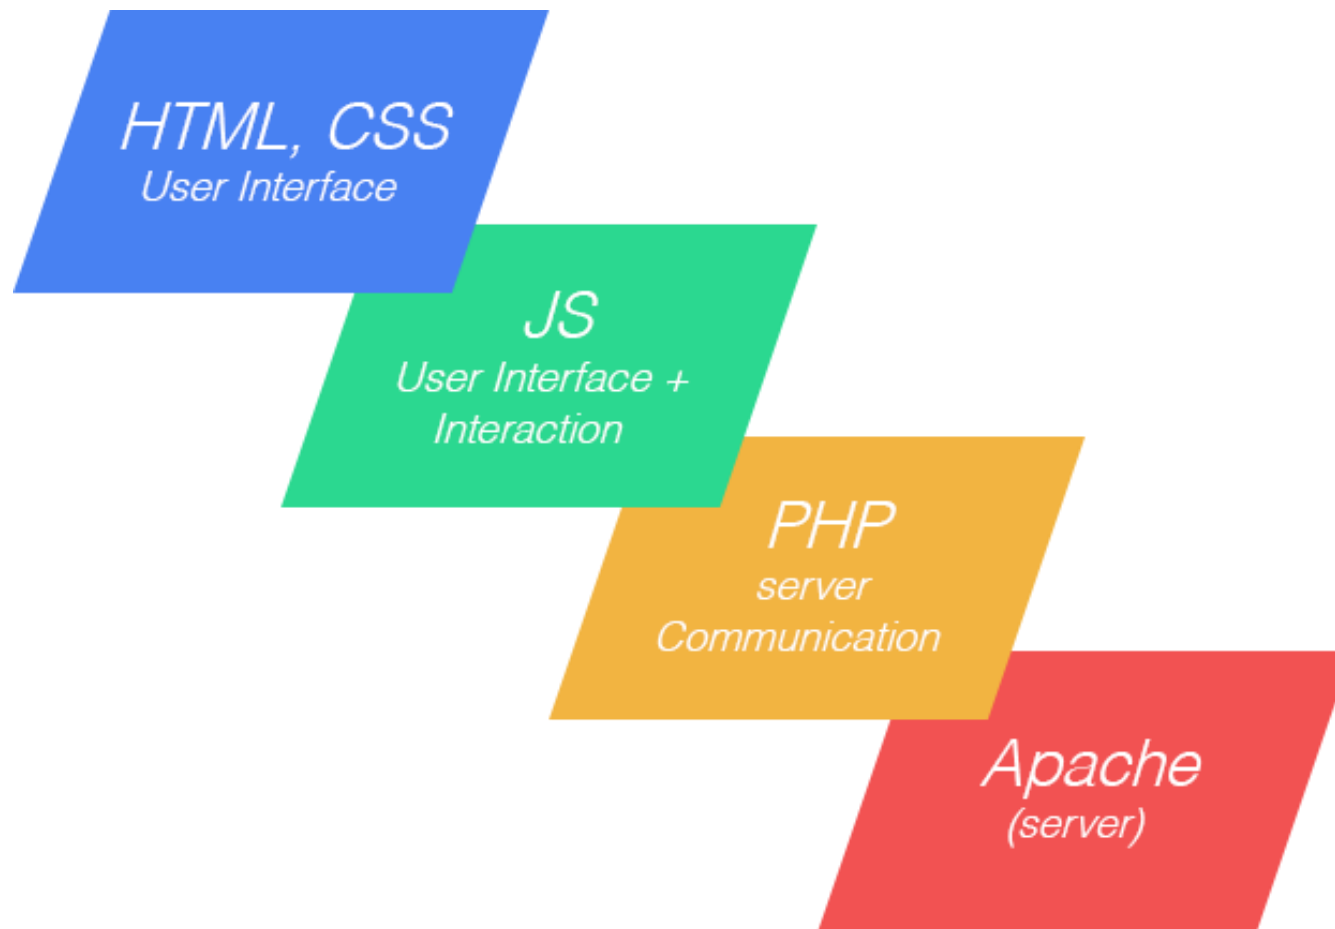 HTML, CSS
User Interface
JS
User Interface +
Interaction
PHP
server
Communication
Apache
(server)